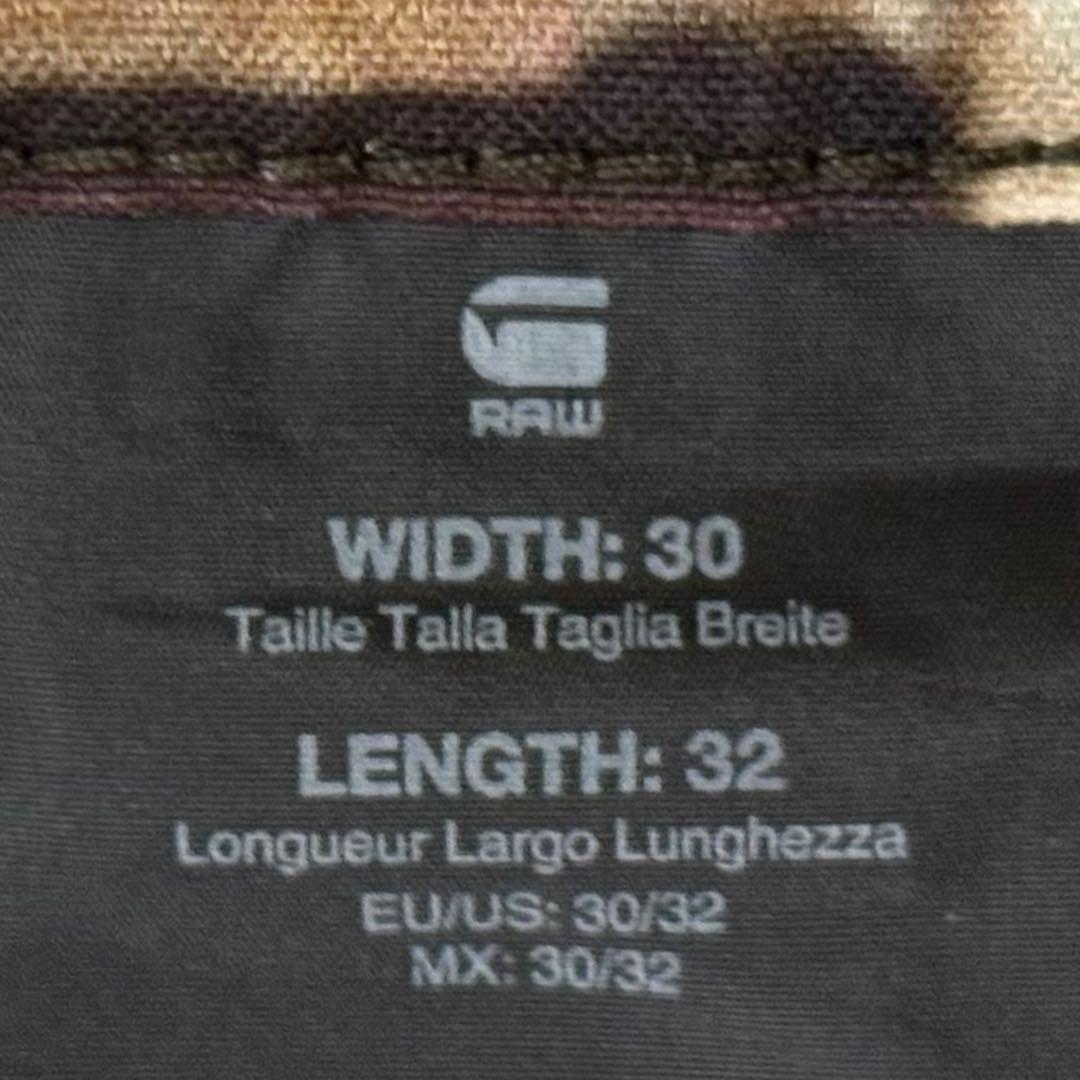 RAW
WIDTH: 30
Taille Talla Taglia Breite
LENGTH: 32
Longueur Largo Lunghezza
EU/US: 30/32
MX: 30/32